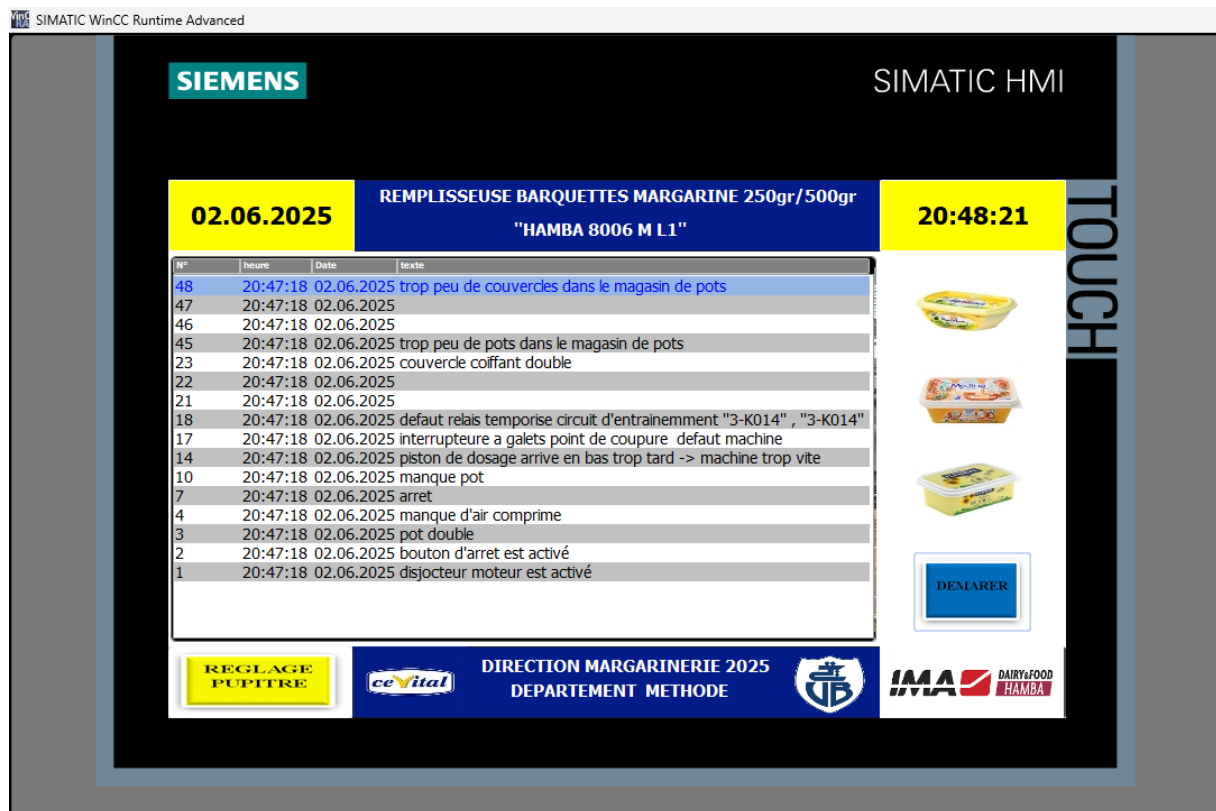 SIMATIC WinCC Runtime Advanced
SIEMENS
SIMATIC HMI
TOUCH
02.06.2025
REMPLISSEUSE BARQUETTES MARGARINE 250gr/500gr
"HAMBA 8006 M L1"
20:48:21
N° heure Date texte
48 20:47:18 02.06.2025 trop peu de couvercles dans le magasin de pots
47 20:47:18 02.06.2025
46 20:47:18 02.06.2025
45 20:47:18 02.06.2025 trop peu de pots dans le magasin de pots
23 20:47:18 02.06.2025 couvercle coiffant double
22 20:47:18 02.06.2025
21 20:47:18 02.06.2025
18 20:47:18 02.06.2025 defaut relais temporise circuit d'entrainemment "3-K014" , "3-K014"
17 20:47:18 02.06.2025 interrupteure a galets point de coupure defaut machine
14 20:47:18 02.06.2025 piston de dosage arrive en bas trop tard -> machine trop vite
10 20:47:18 02.06.2025 manque pot
7 20:47:18 02.06.2025 arret
4 20:47:18 02.06.2025 manque d'air comprime
3 20:47:18 02.06.2025 pot double
2 20:47:18 02.06.2025 bouton d'arret est activé
1 20:47:18 02.06.2025 disjocteur moteur est activé
DEMARER
REGLAGE
PUPITRE
cevital
DIRECTION MARGARINERIE 2025
DEPARTEMENT METHODE
IMA
DAIRY&FOOD
HAMBA